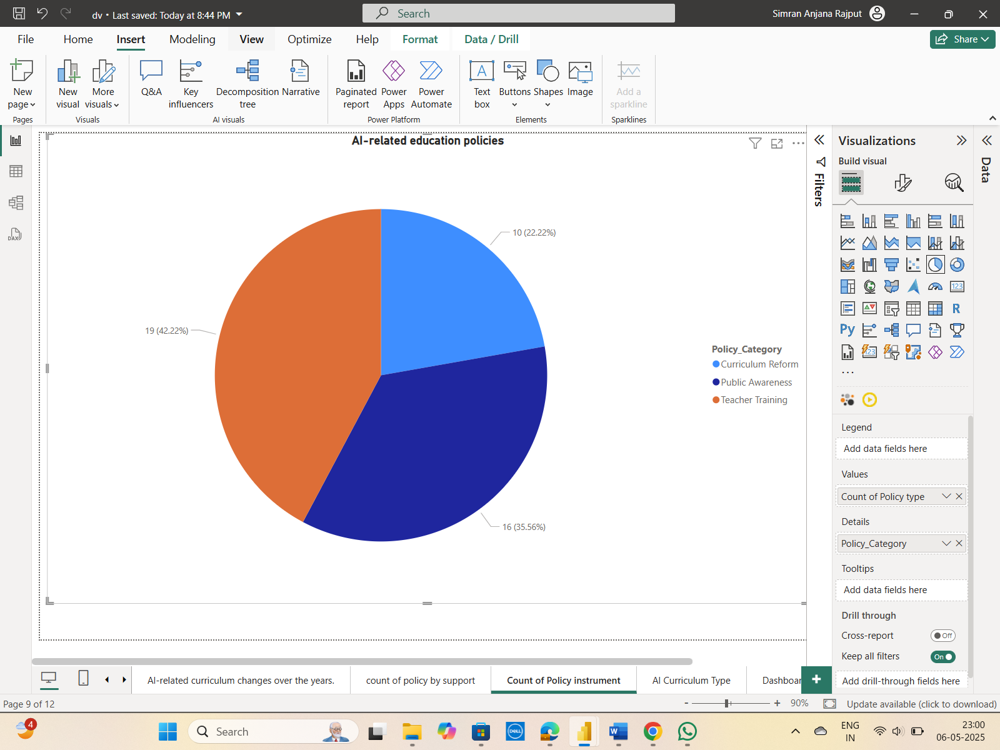 dv • Last saved: Today at 8:44 PM
Search
Simran Anjana Rajput
File Home Insert Modeling View Optimize Help Format Data / Drill
Share
New page
New visual
More visuals
Q&A
Key influencers
Decomposition tree
Narrative
Paginated report
Power Apps
Power Automate
Text box
Buttons
Shapes
Image
Add a sparkline
Pages
Visuals
AI visuals
Power Platform
Elements
Sparklines
AI-related education policies
10 (22.22%)
19 (42.22%)
16 (35.56%)
Policy_Category
Curriculum Reform
Public Awareness
Teacher Training
Filters
Visualizations
Build visual
Data
DAX
123
R
Py
123
Legend
Add data fields here
Values
Count of Policy type
Details
Policy_Category
Tooltips
Add data fields here
Drill through
Cross-report Off
Keep all filters On
Add drill-through fields here
AI-related curriculum changes over the years.
count of policy by support
Count of Policy instrument
AI Curriculum Type
Dashboar
+
Page 9 of 12
- + 90%
Update available (click to download)
4
Search
DELL
W
ENG
IN
23:00
06-05-2025